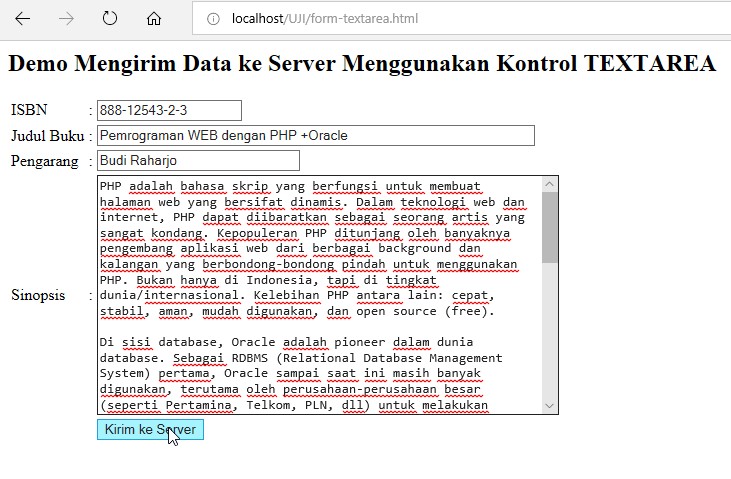 localhost/UJI/form-textarea.html
Demo Mengirim Data ke Server Menggunakan Kontrol TEXTAREA
ISBN : 888-12543-2-3
Judul Buku : Pemrograman WEB dengan PHP +Oracle
Pengarang : Budi Raharjo
Sinopsis :
PHP adalah bahasa skrip yang berfungsi untuk membuat
halaman web yang bersifat dinamis. Dalam teknologi web dan
internet, PHP dapat diibaratkan sebagai seorang artis yang
sangat kondang. Kepopuleran PHP ditunjang oleh banyaknya
pengembang aplikasi web dari berbagai background dan
kalangan yang berbondong-bondong pindah untuk menggunakan
PHP. Bukan hanya di Indonesia, tapi di tingkat
dunia/internasional. Kelebihan PHP antara lain: cepat,
stabil, aman, mudah digunakan, dan open source (free).
Di sisi database, Oracle adalah pioneer dalam dunia
database. Sebagai RDBMS (Relational Database Management
System) pertama, Oracle sampai saat ini masih banyak
digunakan, terutama oleh perusahaan-perusahaan besar
(seperti Pertamina, Telkom, PLN, dll) untuk melakukan
Kirim ke Server